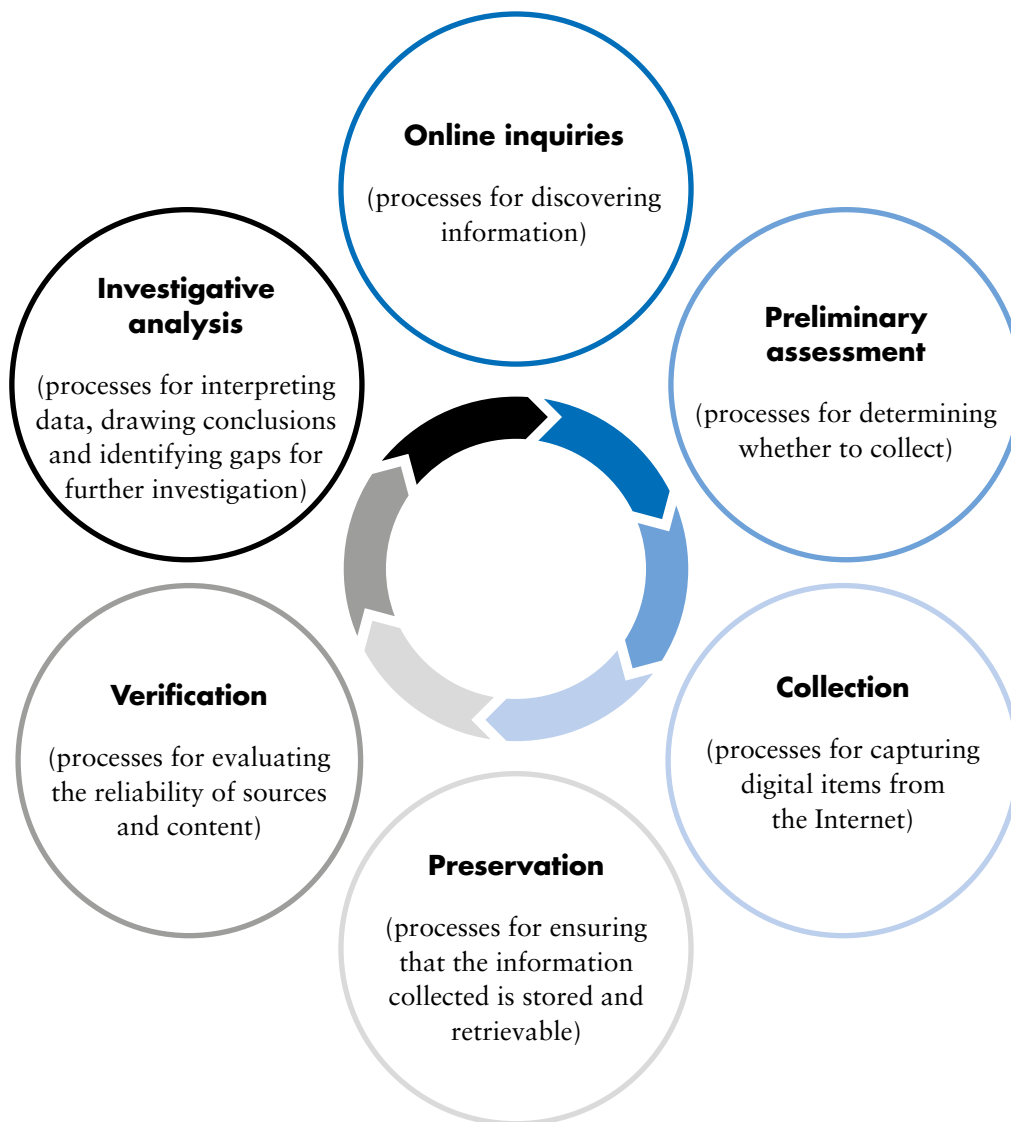 Online inquiries
(processes for discovering
information)
Preliminary
assessment
(processes for determining
whether to collect)
Collection
(processes for capturing
digital items from
the Internet)
Preservation
(processes for ensuring
that the information
collected is stored and
retrievable)
Verification
(processes for evaluating
the reliability of sources
and content)
Investigative
analysis
(processes for interpreting
data, drawing conclusions
and identifying gaps for
further investigation)